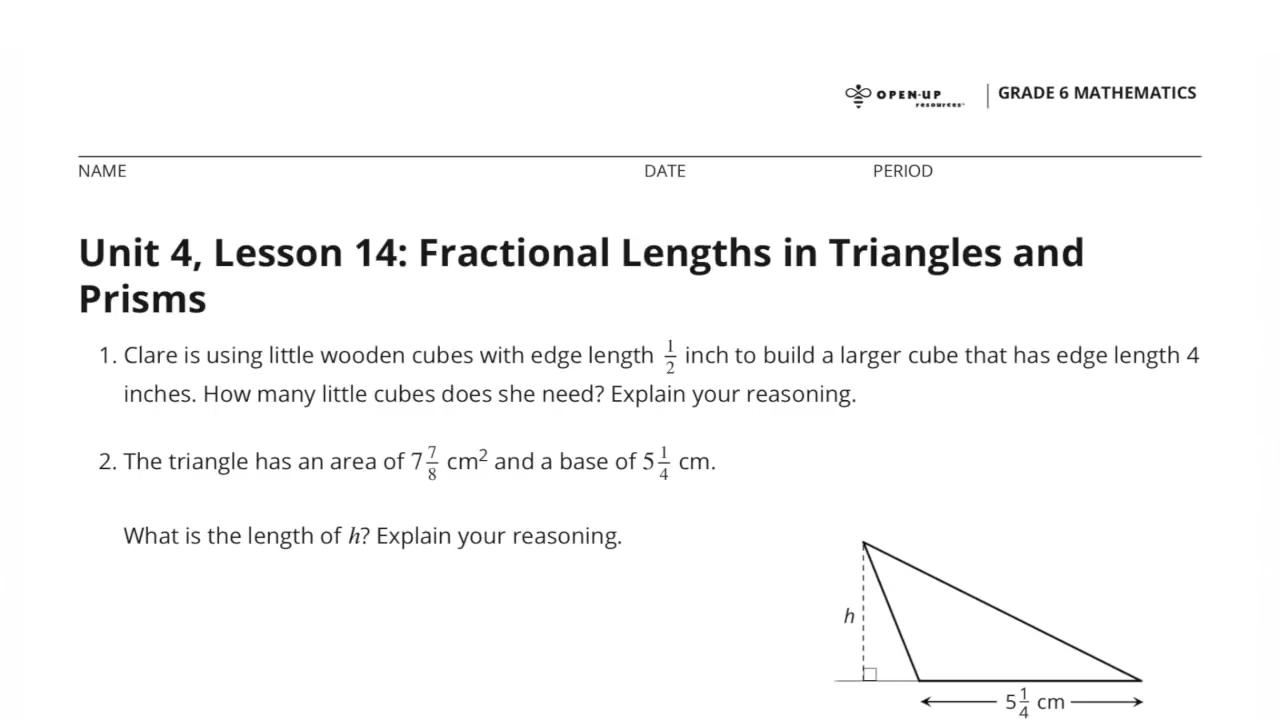 OPEN-UP resources GRADE 6 MATHEMATICS
NAME DATE PERIOD
Unit 4, Lesson 14: Fractional Lengths in Triangles and
Prisms
1. Clare is using little wooden cubes with edge length 1/2 inch to build a larger cube that has edge length 4
inches. How many little cubes does she need? Explain your reasoning.
2. The triangle has an area of 7 7/8 cm² and a base of 5 1/4 cm.
What is the length of h? Explain your reasoning.
h
5 1/4 cm